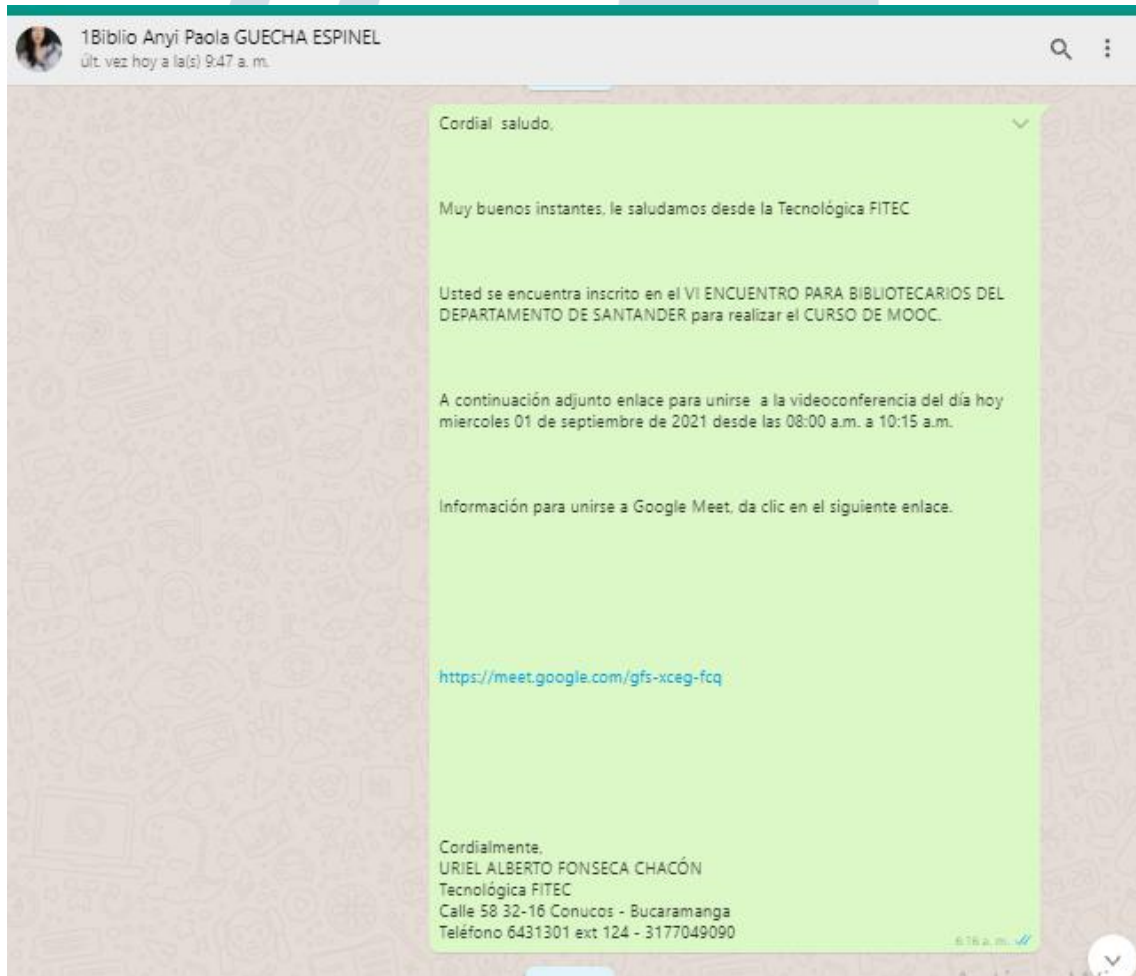 1Biblio Anyi Paola GUECHA ESPINEL
últ. vez hoy a la(s) 9:47 a. m.
Cordial saludo,
Muy buenos instantes, le saludamos desde la Tecnológica FITEC
Usted se encuentra inscrito en el VI ENCUENTRO PARA BIBLIOTECARIOS DEL
DEPARTAMENTO DE SANTANDER para realizar el CURSO DE MOOC.
A continuación adjunto enlace para unirse a la videoconferencia del día hoy
miercoles 01 de septiembre de 2021 desde las 08:00 a.m. a 10:15 a.m.
Información para unirse a Google Meet, da clic en el siguiente enlace.
https://meet.google.com/gfs-xceg-fcq
Cordialmente,
URIEL ALBERTO FONSECA CHACÓN
Tecnológica FITEC
Calle 58 32-16 Conucos - Bucaramanga
Teléfono 6431301 ext 124 - 3177049090
6:16 a. m.